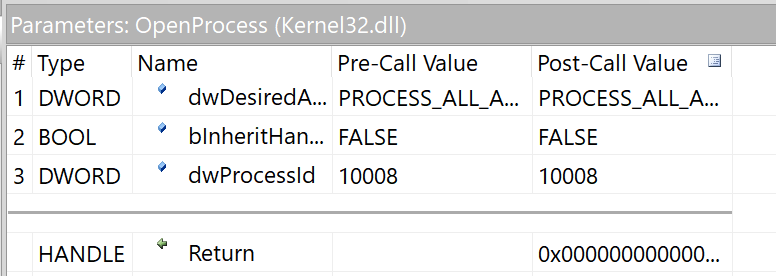 Parameters: OpenProcess (Kernel32.dll)
# Type Name Pre-Call Value Post-Call Value
1 DWORD dwDesiredA... PROCESS_ALL_A... PROCESS_ALL_A...
2 BOOL bInheritHan... FALSE FALSE
3 DWORD dwProcessId 10008 10008
HANDLE Return 0x000000000000...